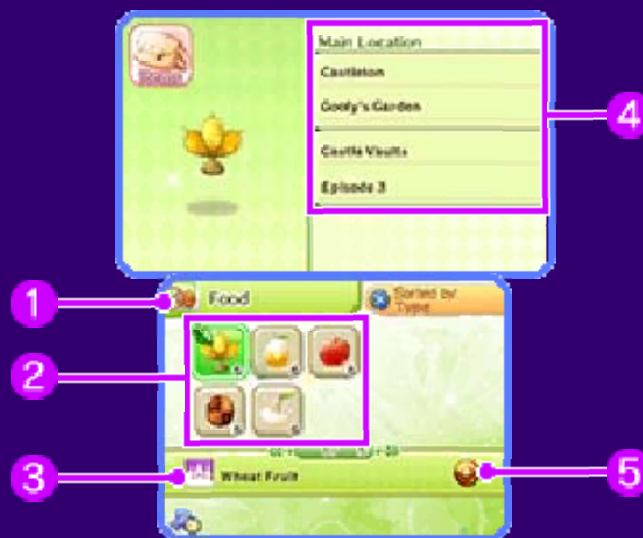 Main Location
Castleton
Goofy's Garden
Castle Vaults
Episode 3
4
1
Food
Sorted by
Type
2
3
Wheat Fruit
5